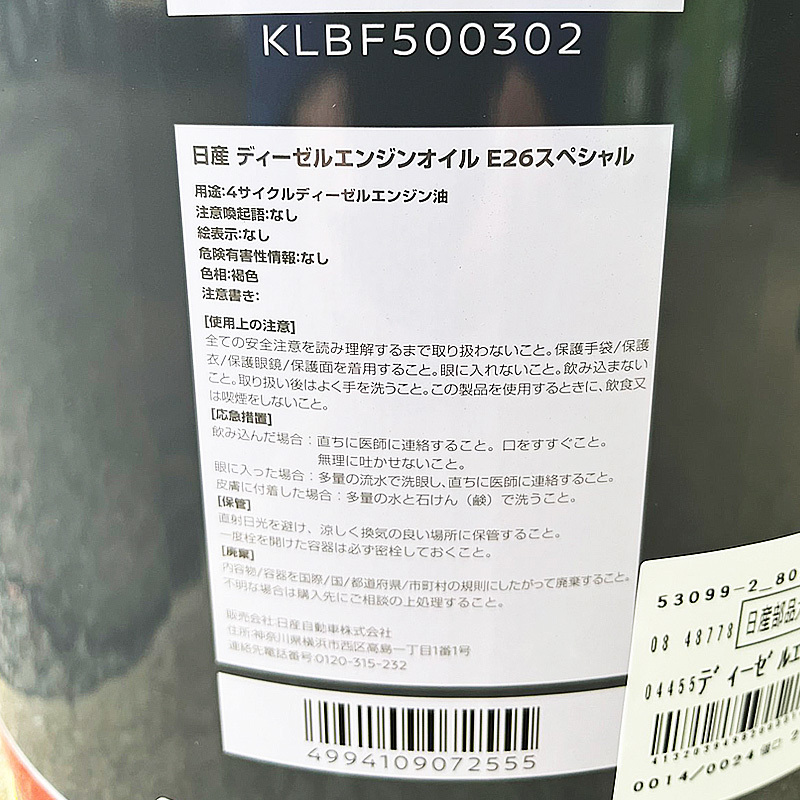 KLBF500302
日産 ディーゼルエンジンオイル E26スペシャル
用途:4サイクルディーゼルエンジン油
注意喚起語:なし
絵表示:なし
危険有害性情報:なし
色相:褐色
注意書き:
[使用上の注意]
全ての安全注意を読み理解するまで取り扱わないこと。保護手袋/保護
衣/保護眼鏡/保護面を着用すること。眼に入れないこと。飲み込まない
こと。取り扱い後はよく手を洗うこと。この製品を使用するときに、飲食又
は喫煙をしないこと。
[応急措置]
飲み込んだ場合：直ちに医師に連絡すること。口をすすぐこと。
無理に吐かせないこと。
眼に入った場合：多量の流水で洗眼し、直ちに医師に連絡すること。
皮膚に付着した場合：多量の水と石けん（鹸）で洗うこと。
[保管]
直射日光を避け、涼しく換気の良い場所に保管すること。
一度栓を開けた容器は必ず密栓しておくこと。
[廃棄]
内容物/容器を国際/国/都道府県/市町村の規則にしたがって廃棄すること。
不明な場合は購入先にご相談の上処理すること。
販売会社:日産自動車株式会社
住所:神奈川県横浜市西区高島一丁目1番1号
連絡先電話番号:0120-315-232
4994109072555
53099-2_80
08 48778 日産部品
04455ディーゼルエ
0014/0024